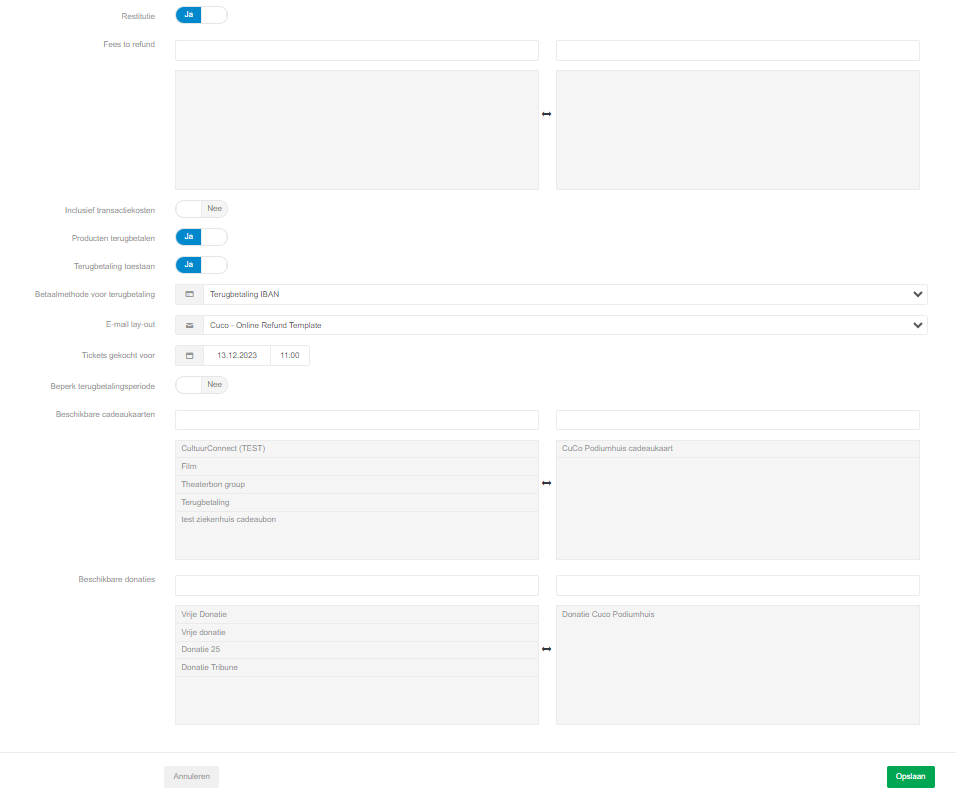 Restitutie
Ja
Fees to refund
Inclusief transactiekosten
Nee
Producten terugbetalen
Ja
Terugbetaling toestaan
Ja
Betaalmethode voor terugbetaling
Terugbetaling IBAN
E-mail lay-out
Cuco - Online Refund Template
Tickets gekocht voor
13.12.2023
11:00
Beperk terugbetalingsperiode
Nee
Beschikbare cadeaukaarten
CultuurConnect (TEST)
Film
Theaterbon group
Terugbetaling
test ziekenhuis cadeaubon
CuCo Podiumhuis cadeaukaart
Beschikbare donaties
Vrije Donatie
Vrije donatie
Donatie 25
Donatie Tribune
Donatie Cuco Podiumhuis
Annuleren
Opslaan